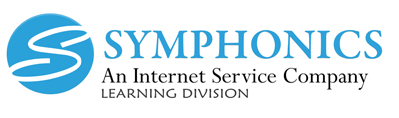 SYMPHONICS
An Internet Service Company
LEARNING DIVISION